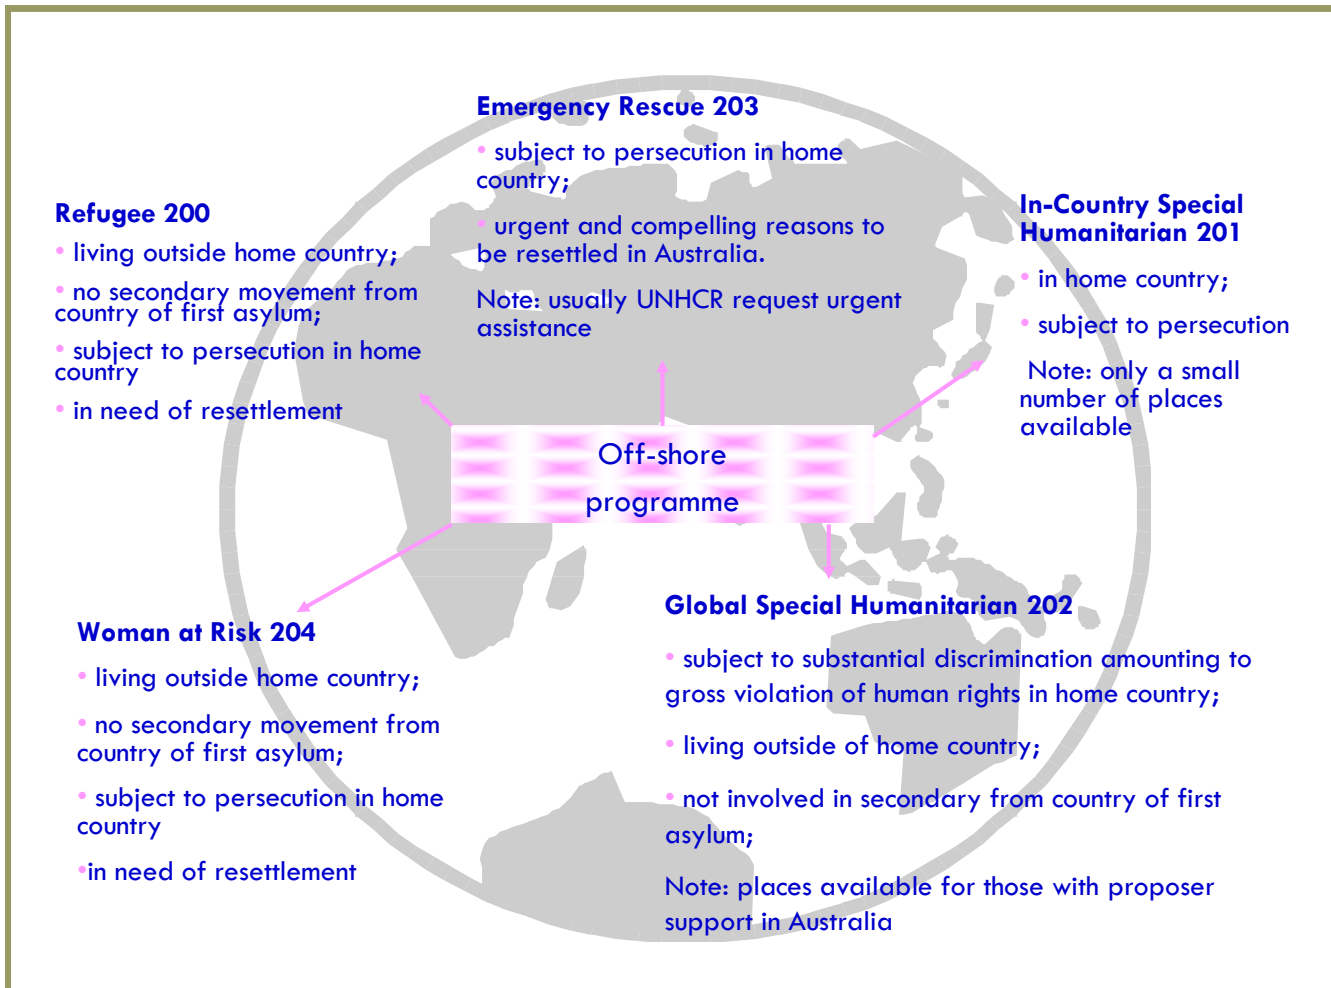 Emergency Rescue 203
• subject to persecution in home
country;
• urgent and compelling reasons to
be resettled in Australia.
Note: usually UNHCR request urgent
assistance
Refugee 200
• living outside home country;
• no secondary movement from
country of first asylum;
• subject to persecution in home
country
• in need of resettlement
In-Country Special
Humanitarian 201
• in home country;
• subject to persecution
Note: only a small
number of places
available
Off-shore
programme
Woman at Risk 204
• living outside home country;
• no secondary movement from
country of first asylum;
• subject to persecution in home
country
•in need of resettlement
Global Special Humanitarian 202
• subject to substantial discrimination amounting to
gross violation of human rights in home country;
• living outside of home country;
• not involved in secondary from country of first
asylum;
Note: places available for those with proposer
support in Australia